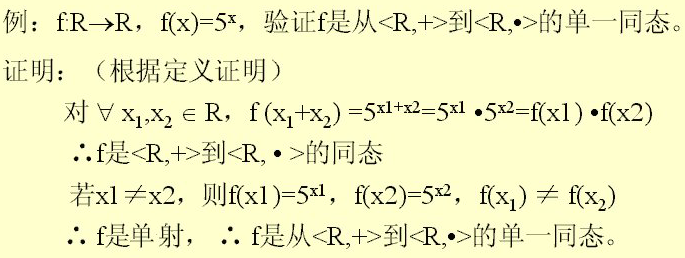 例：f:R→R，f(x)=5ˣ，验证f是从<R,+>到<R,•>的单一同态。
证明：（根据定义证明）
对 ∀ x₁,x₂ ∈ R，f (x₁+x₂) =5ˣ¹⁺ˣ²=5ˣ¹ •5ˣ²=f(x1) •f(x2)
∴f是<R,+>到<R, • >的同态
若x1≠x2，则f(x1)=5ˣ¹，f(x2)=5ˣ²，f(x₁) ≠ f(x₂)
∴ f是单射，∴ f是从<R,+>到<R,•>的单一同态。